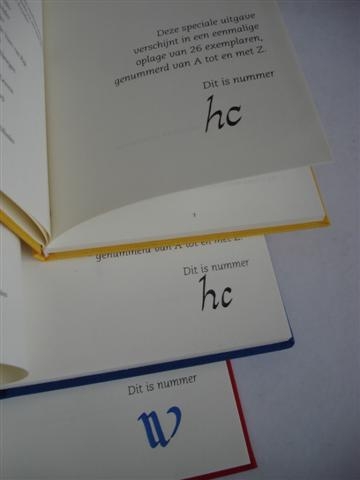 Deze speciale uitgave
verschijnt in een eenmalige
oplage van 26 exemplaren,
genummerd van A tot en met Z.
Dit is nummer
hc
genummerd van A tot en met Z.
Dit is nummer
hc
Dit is nummer
W